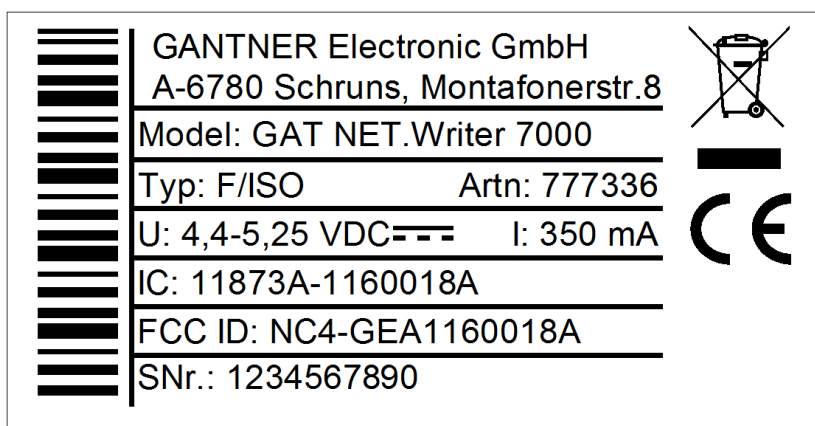 GANTNER Electronic GmbH
A-6780 Schruns, Montafonerstr.8
Model: GAT NET.Writer 7000
Typ: F/ISO Artn: 777336
U: 4,4-5,25 VDC I: 350 mA
IC: 11873A-1160018A
FCC ID: NC4-GEA1160018A
SNr.: 1234567890
CE